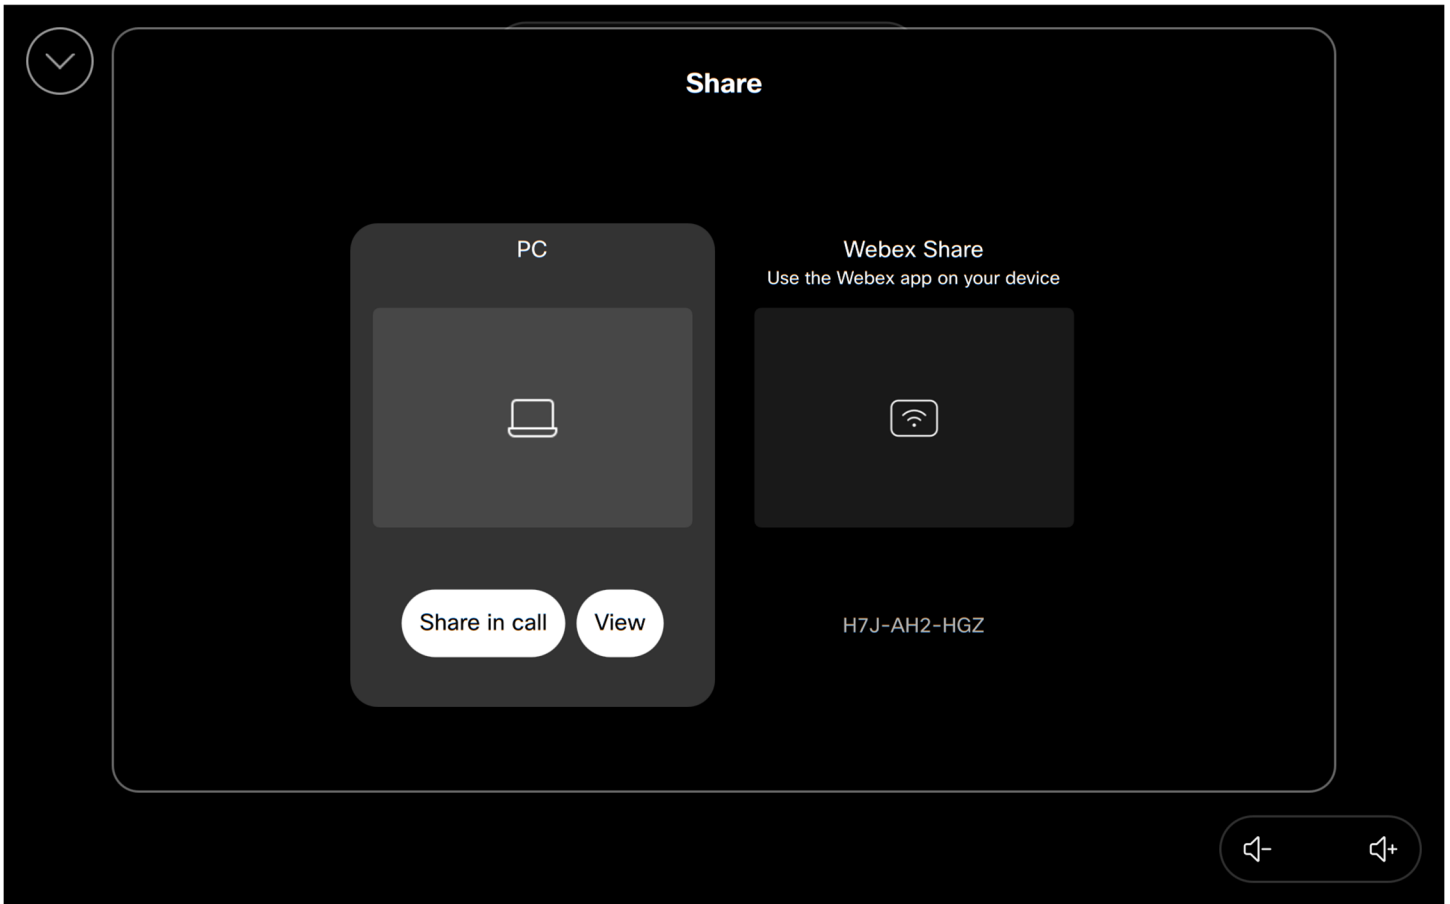 Share
PC
Webex Share
Use the Webex app on your device
Share in call
View
H7J-AH2-HGZ